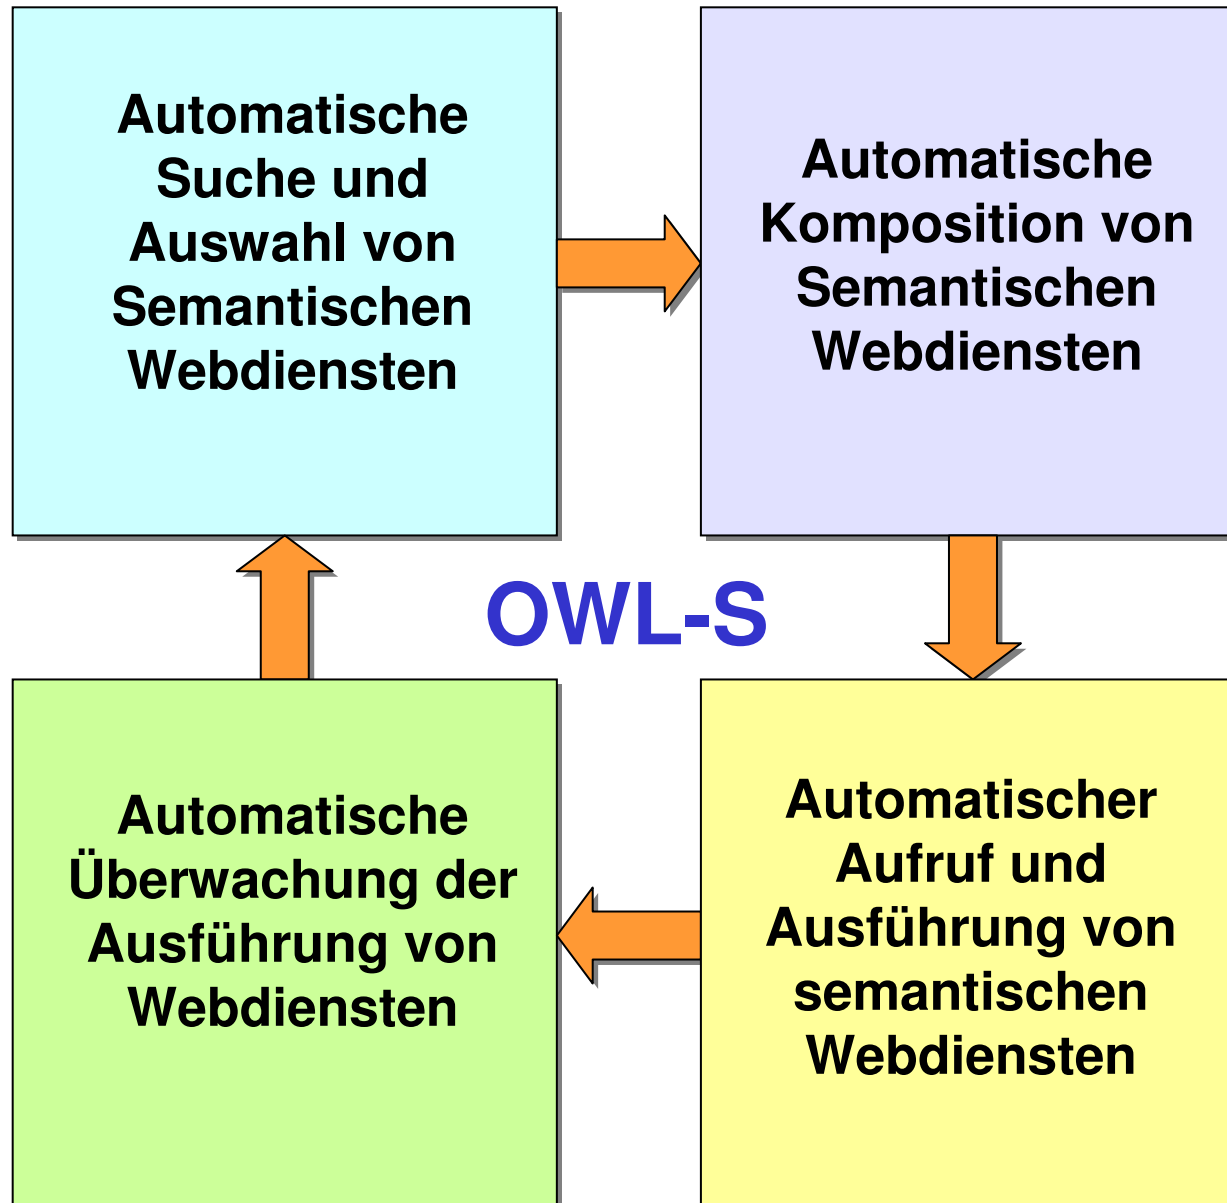 Automatische
Suche und
Auswahl von
Semantischen
Webdiensten
Automatische
Komposition von
Semantischen
Webdiensten
OWL-S
Automatische
Überwachung der
Ausführung von
Webdiensten
Automatischer
Aufruf und
Ausführung von
semantischen
Webdiensten